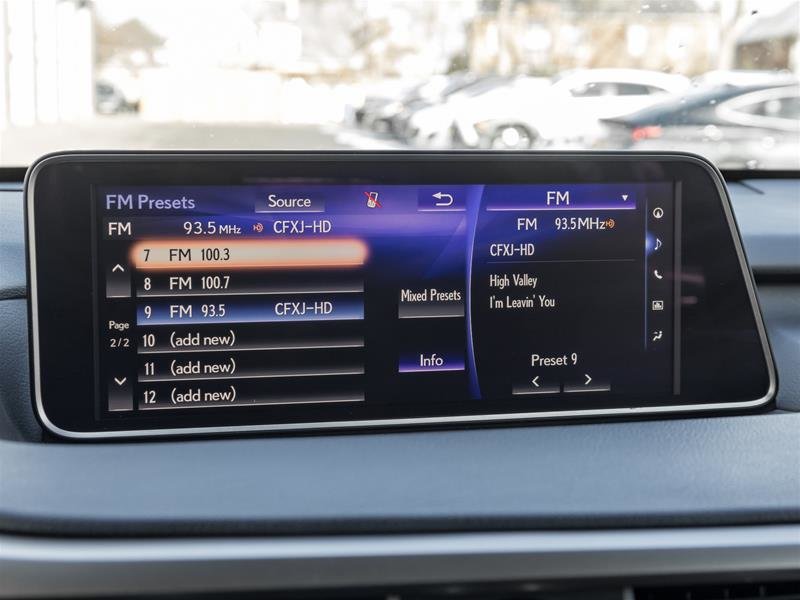 FM Presets
Source
FM 93.5 MHz CFXJ-HD
7 FM 100.3
8 FM 100.7
9 FM 93.5 CFXJ-HD
10 (add new)
11 (add new)
12 (add new)
Page
2/2
Mixed Presets
Info
FM
FM 93.5MHz
CFXJ-HD
High Valley
I'm Leavin' You
Preset 9